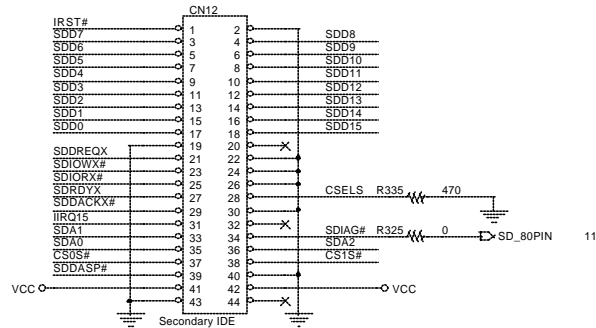 CN12
IRST# 1 2
SDD7 3 4 SDD8
SDD6 5 6 SDD9
SDD5 7 8 SDD10
SDD4 9 10 SDD11
SDD3 11 12 SDD12
SDD2 13 14 SDD13
SDD1 15 16 SDD14
SDD0 17 18 SDD15
19 20
SDDREQX 21 22
SDIOWX# 23 24
SDIORX# 25 26
SDRDYX 27 28 CSELS R335 470
SDDACKX# 29 30
IIRQ15 31 32
SDA1 33 34 SDIAG# R325 0 SD_80PIN 11
SDA0 35 36 SDA2
CS0S# 37 38 CS1S#
SDDASP# 39 40
VCC 41 42 VCC
43 44
Secondary IDE